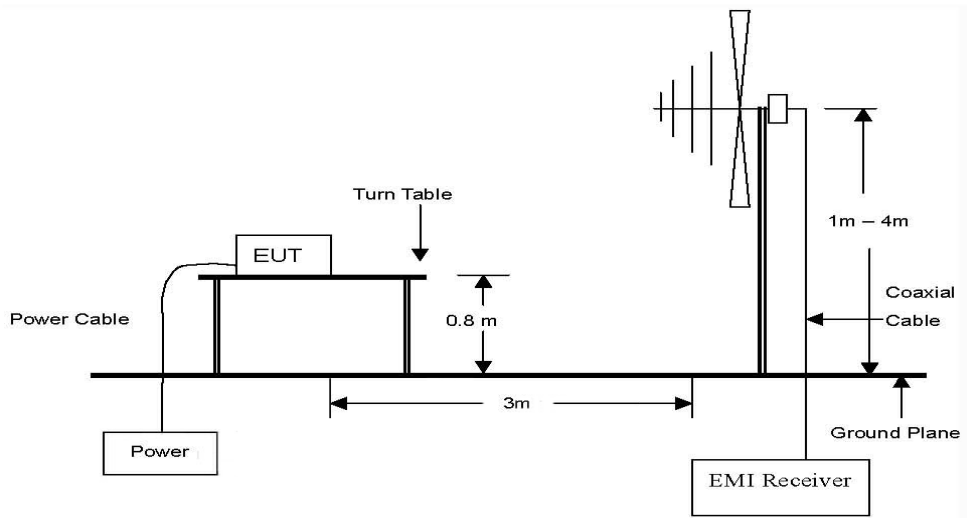 Turn Table
EUT
1m – 4m
Power Cable
0.8 m
Coaxial
Cable
3m
Ground Plane
Power
EMI Receiver